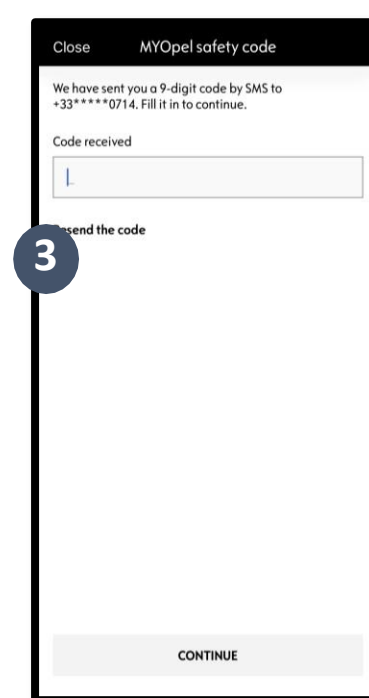 Close MYOpel safety code
We have sent you a 9-digit code by SMS to
+33*****0714. Fill it in to continue.
Code received
Resend the code
3
CONTINUE